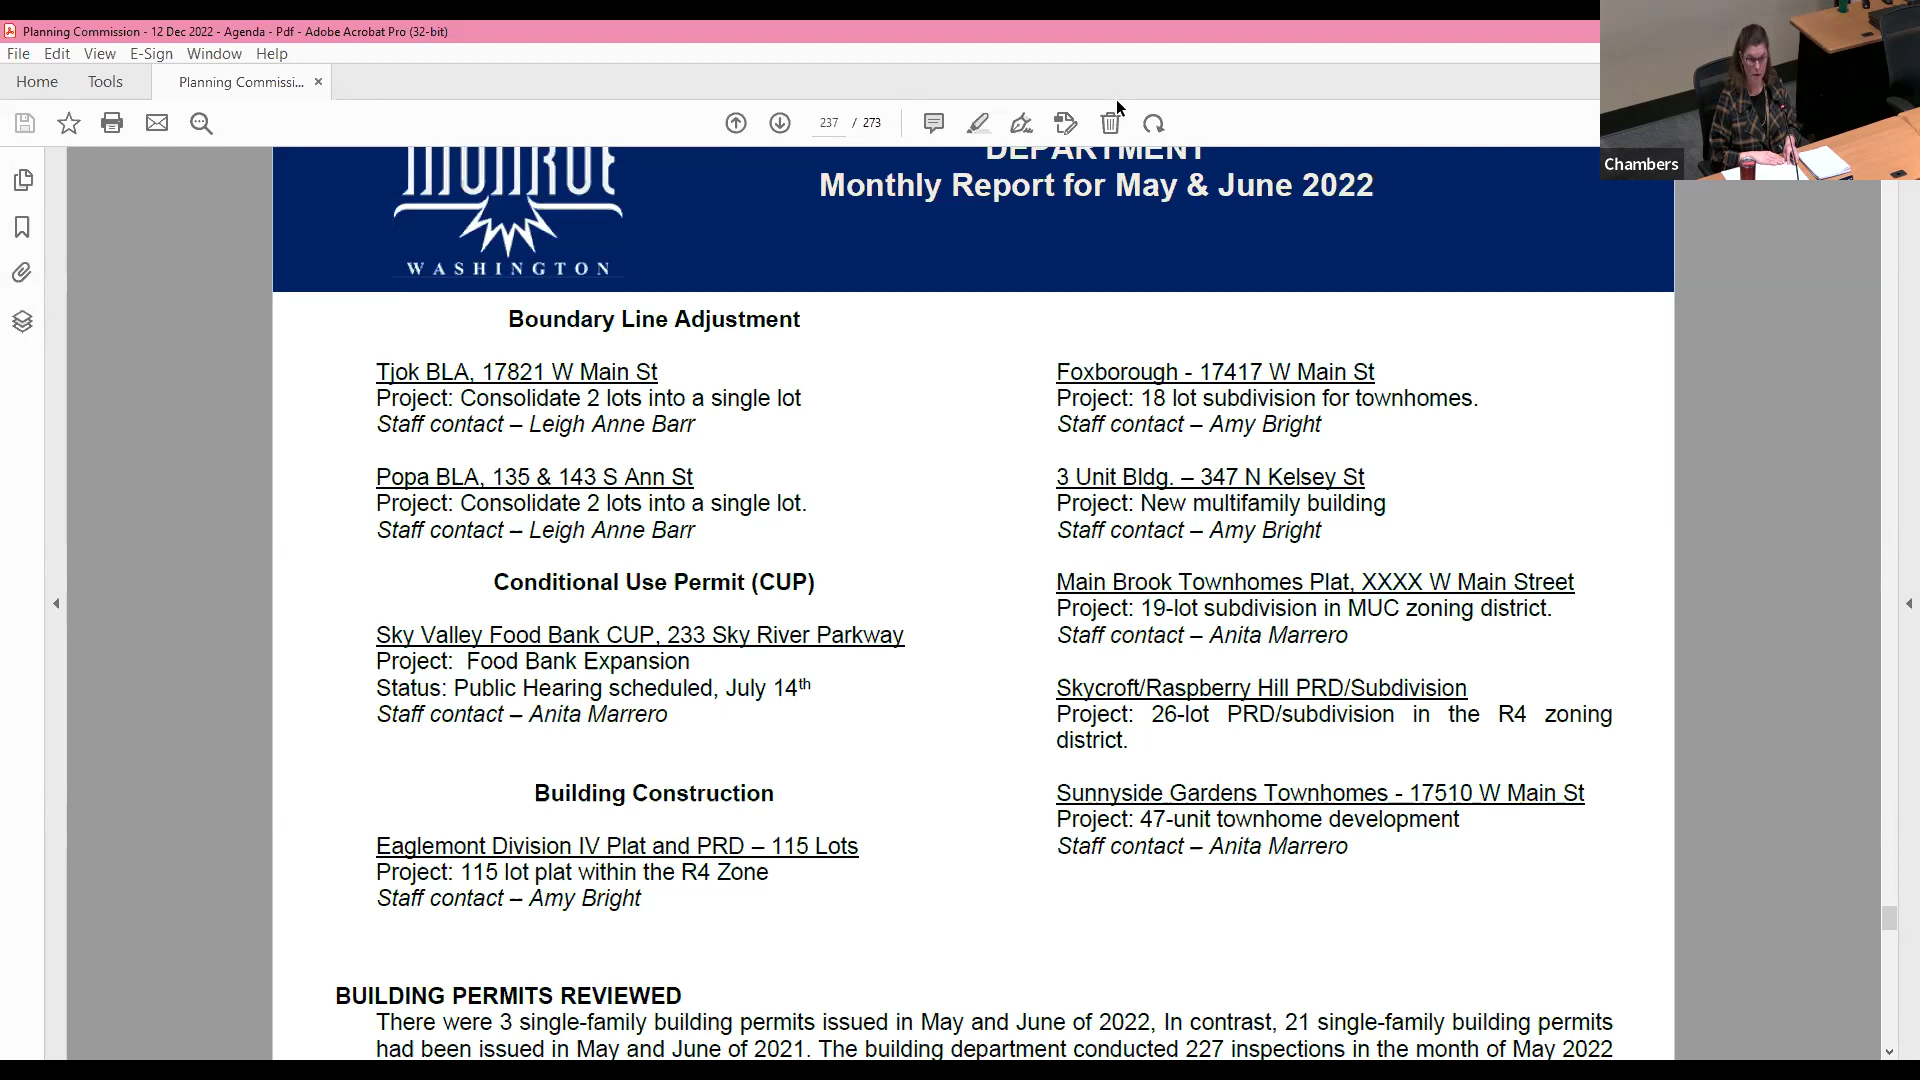 Planning Commission - 12 Dec 2022 - Agenda - Pdf - Adobe Acrobat Pro (32-bit)
File Edit View E-Sign Window Help
Home Tools Planning Commissi... ×
237 / 273
Chambers
MONROE
WASHINGTON
DEPARTMENT
Monthly Report for May & June 2022
Boundary Line Adjustment
Tjok BLA, 17821 W Main St
Project: Consolidate 2 lots into a single lot
Staff contact – Leigh Anne Barr
Popa BLA, 135 & 143 S Ann St
Project: Consolidate 2 lots into a single lot.
Staff contact – Leigh Anne Barr
Conditional Use Permit (CUP)
Sky Valley Food Bank CUP, 233 Sky River Parkway
Project: Food Bank Expansion
Status: Public Hearing scheduled, July 14th
Staff contact – Anita Marrero
Building Construction
Eaglemont Division IV Plat and PRD – 115 Lots
Project: 115 lot plat within the R4 Zone
Staff contact – Amy Bright
Foxborough - 17417 W Main St
Project: 18 lot subdivision for townhomes.
Staff contact – Amy Bright
3 Unit Bldg. – 347 N Kelsey St
Project: New multifamily building
Staff contact – Amy Bright
Main Brook Townhomes Plat, XXXX W Main Street
Project: 19-lot subdivision in MUC zoning district.
Staff contact – Anita Marrero
Skycroft/Raspberry Hill PRD/Subdivision
Project: 26-lot PRD/subdivision in the R4 zoning
district.
Sunnyside Gardens Townhomes - 17510 W Main St
Project: 47-unit townhome development
Staff contact – Anita Marrero
BUILDING PERMITS REVIEWED
There were 3 single-family building permits issued in May and June of 2022, In contrast, 21 single-family building permits
had been issued in May and June of 2021. The building department conducted 227 inspections in the month of May 2022